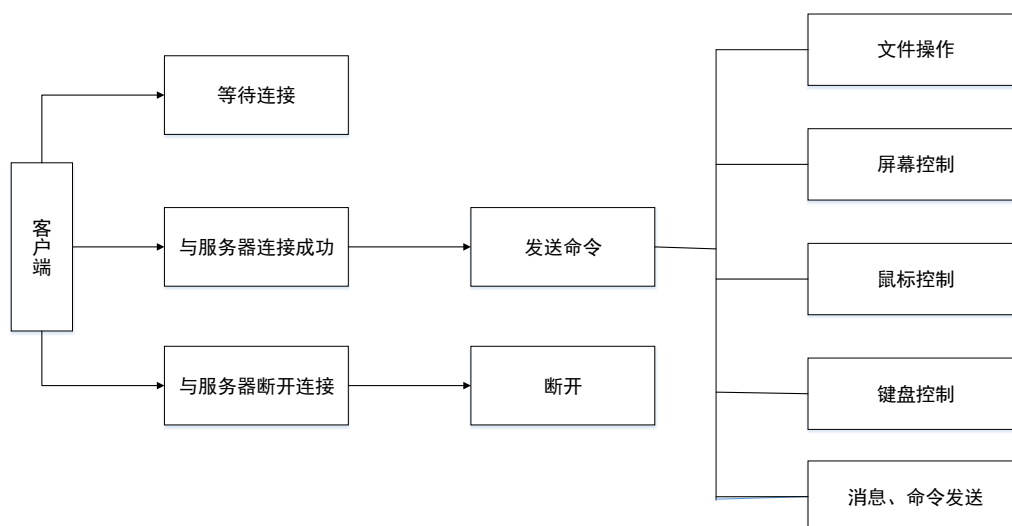 文件操作
等待连接
屏幕控制
客户端
与服务器连接成功
发送命令
鼠标控制
与服务器断开连接
断开
键盘控制
消息、命令发送